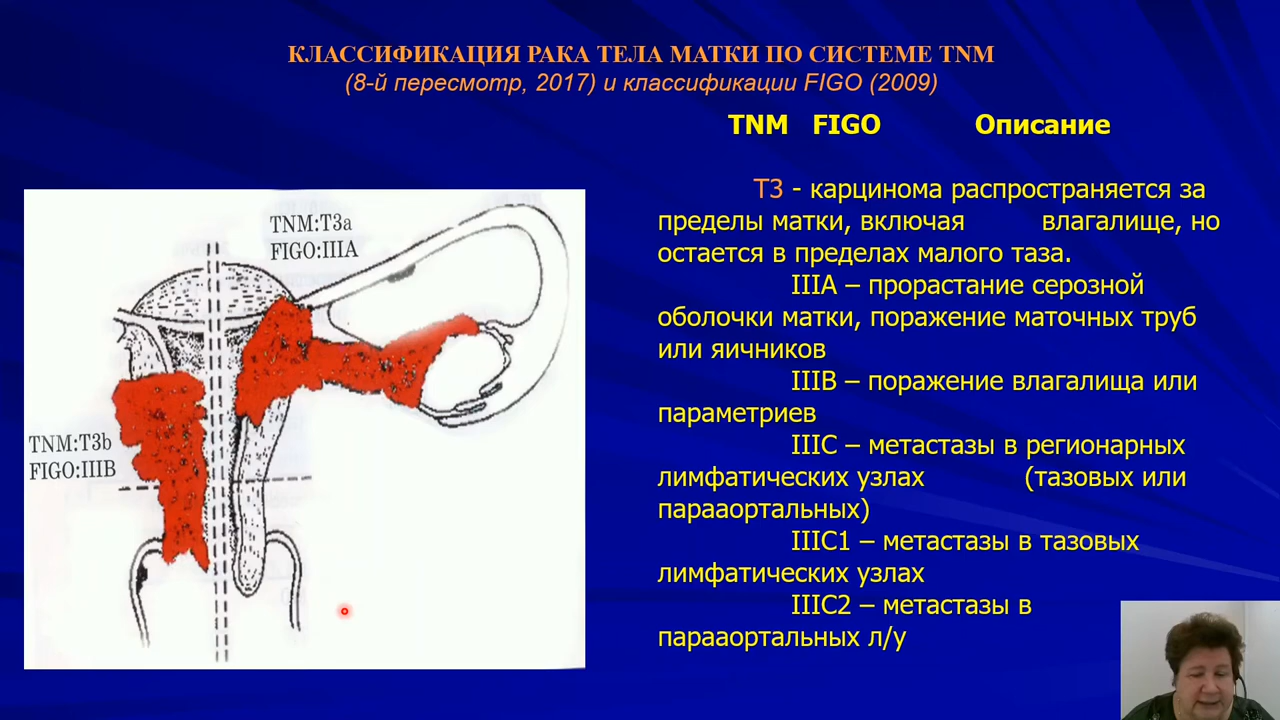 КЛАССИФИКАЦИЯ РАКА ТЕЛА МАТКИ ПО СИСТЕМЕ TNM
(8-й пересмотр, 2017) и классификации FIGO (2009)
TNM FIGO Описание
TNM:T3a
FIGO:IIIA
TNM:T3b
FIGO:IIIB
T3 - карцинома распространяется за
пределы матки, включая влагалище, но
остается в пределах малого таза.
IIIA – прорастание серозной
оболочки матки, поражение маточных труб
или яичников
IIIB – поражение влагалища или
параметриев
IIIC – метастазы в регионарных
лимфатических узлах (тазовых или
парааортальных)
IIIC1 – метастазы в тазовых
лимфатических узлах
IIIC2 – метастазы в
парааортальных л/у